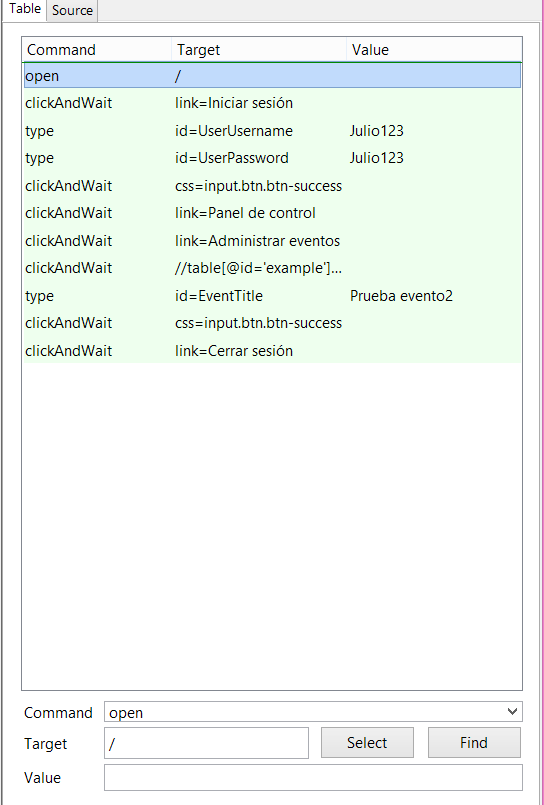 Table Source
Command Target Value
open /
clickAndWait link=Iniciar sesión
type id=UserUsername Julio123
type id=UserPassword Julio123
clickAndWait css=input.btn.btn-success
clickAndWait link=Panel de control
clickAndWait link=Administrar eventos
clickAndWait //table[@id='example']...
type id=EventTitle Prueba evento2
clickAndWait css=input.btn.btn-success
clickAndWait link=Cerrar sesión
Command open
Target / Select Find
Value